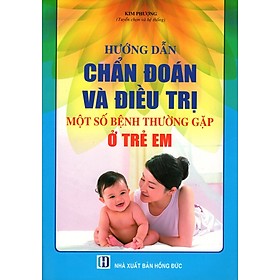 KIM PHƯỢNG
(Tuyển chọn và hệ thống)
HƯỚNG DẪN
CHẨN ĐOÁN
VÀ ĐIỀU TRỊ
MỘT SỐ BỆNH THƯỜNG GẶP
Ở TRẺ EM
NHÀ XUẤT BẢN HỒNG ĐỨC